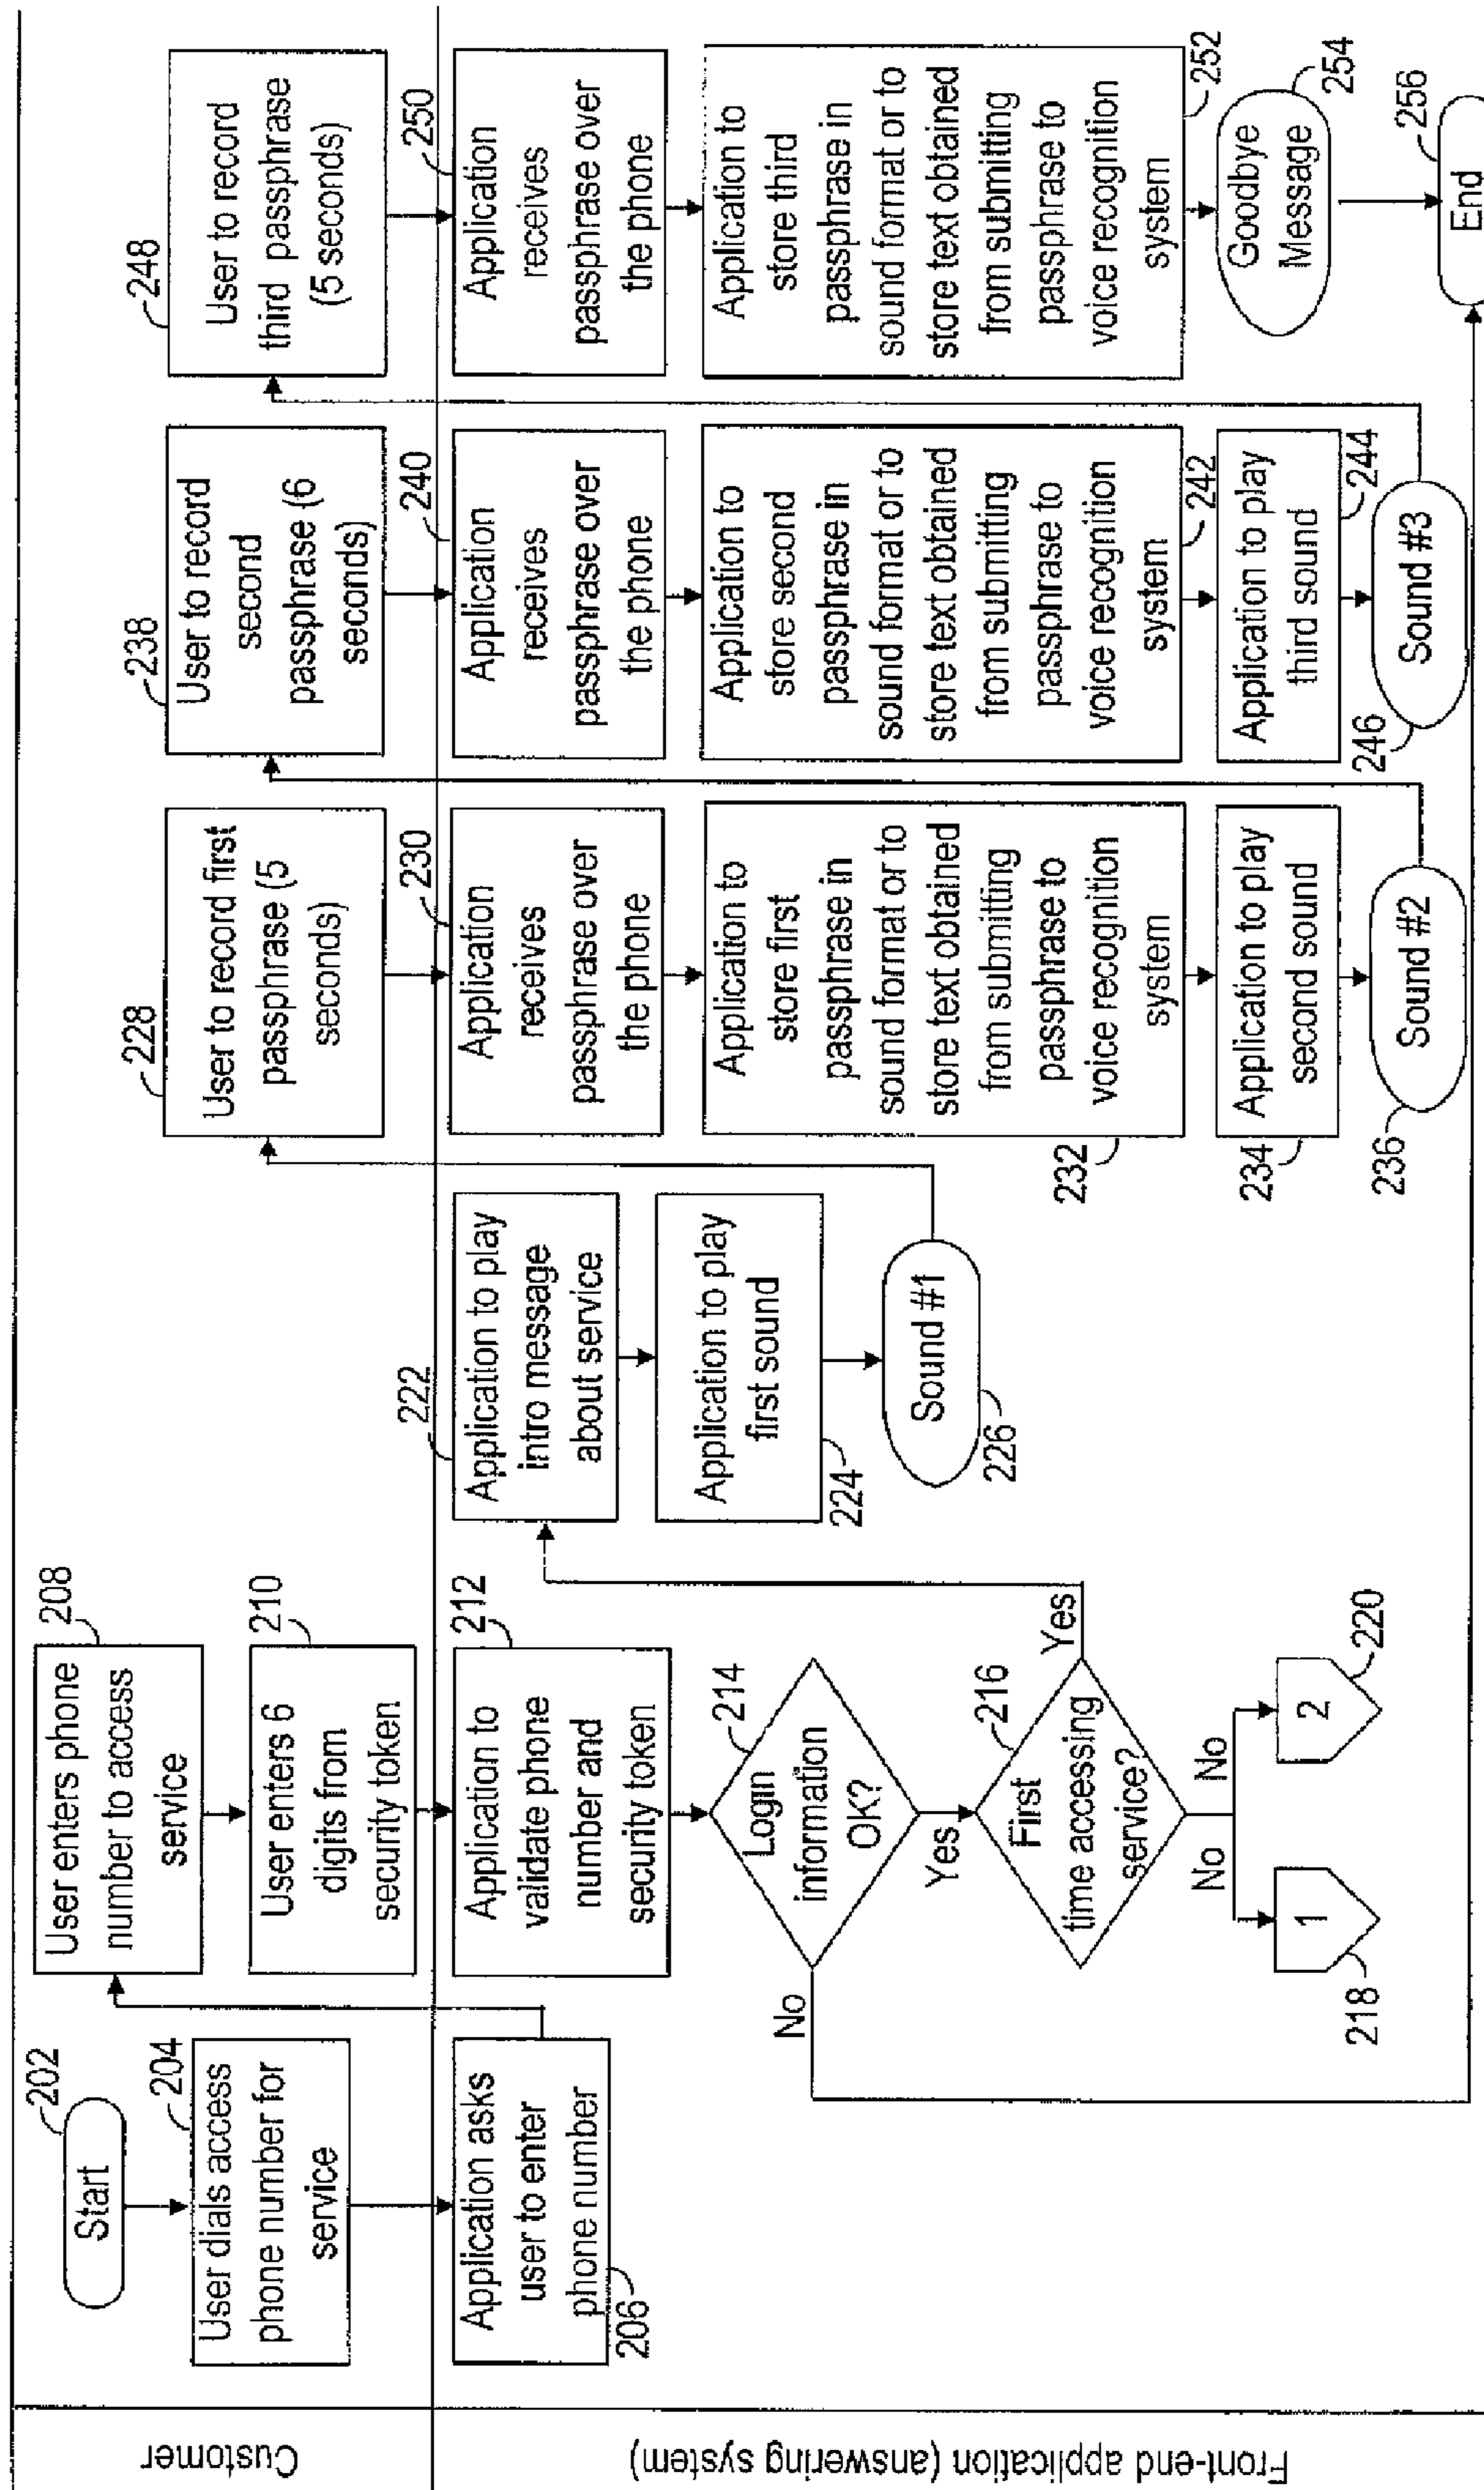 Customer
Front-end application (answering system)
202
Start
204
User dials access
phone number for
service
Application asks
user to enter
phone number
206
208
User enters phone
number to access
service
210
User enters 6
digits from
security token
212
Application to
validate phone
number and
security token
214
Login
information
OK?
No
Yes
216
First
time accessing
service?
Yes
No
No
1
218
2
220
222
Application to play
intro message
about service
Application to play
first sound
224
Sound #1
226
228
User to record first
passphrase (5
seconds)
230
Application
receives
passphrase over
the phone
Application to
store first
passphrase in
sound format or to
store text obtained
from submitting
passphrase to
voice recognition
system
232
Application to play
second sound
234
Sound #2
236
238
User to record
second
passphrase (6
seconds)
240
Application
receives
passphrase over
the phone
Application to
store second
passphrase in
sound format or to
store text obtained
from submitting
passphrase to
voice recognition
system
242
Application to play
third sound
244
Sound #3
246
248
User to record
third passphrase
(5 seconds)
250
Application
receives
passphrase over
the phone
Application to
store third
passphrase in
sound format or to
store text obtained
from submitting
passphrase to
voice recognition
system
252
Goodbye
Message
254
256
End